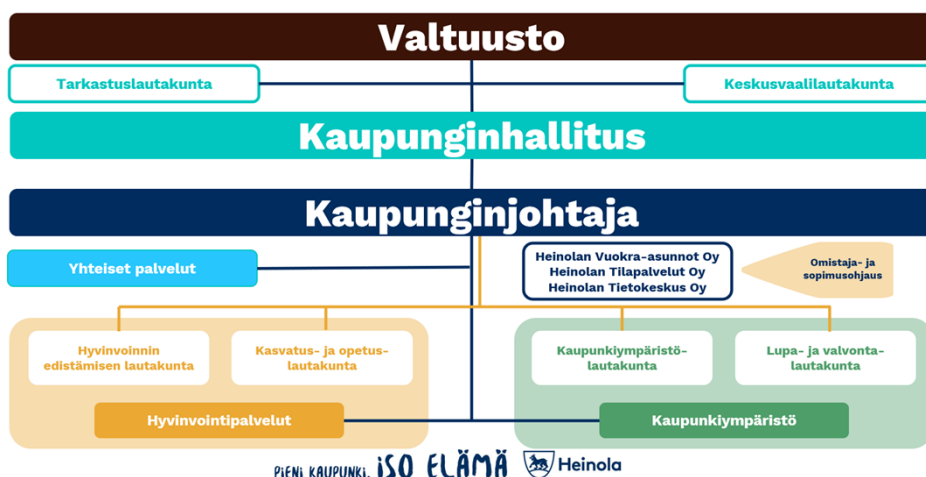 Valtuusto
Tarkastuslautakunta
Keskusvaalilautakunta
Kaupunginhallitus
Kaupunginjohtaja
Yhteiset palvelut
Heinolan Vuokra-asunnot Oy
Heinolan Tilapalvelut Oy
Heinolan Tietokeskus Oy
Omistaja- ja
sopimusohjaus
Hyvinvoinnin
edistämisen lautakunta
Kasvatus- ja opetus-
lautakunta
Kaupunkiympäristö-
lautakunta
Lupa- ja valvonta-
lautakunta
Hyvinvointipalvelut
Kaupunkiympäristö
PIENI KAUPUNKI. ISO ELÄMÄ
Heinola